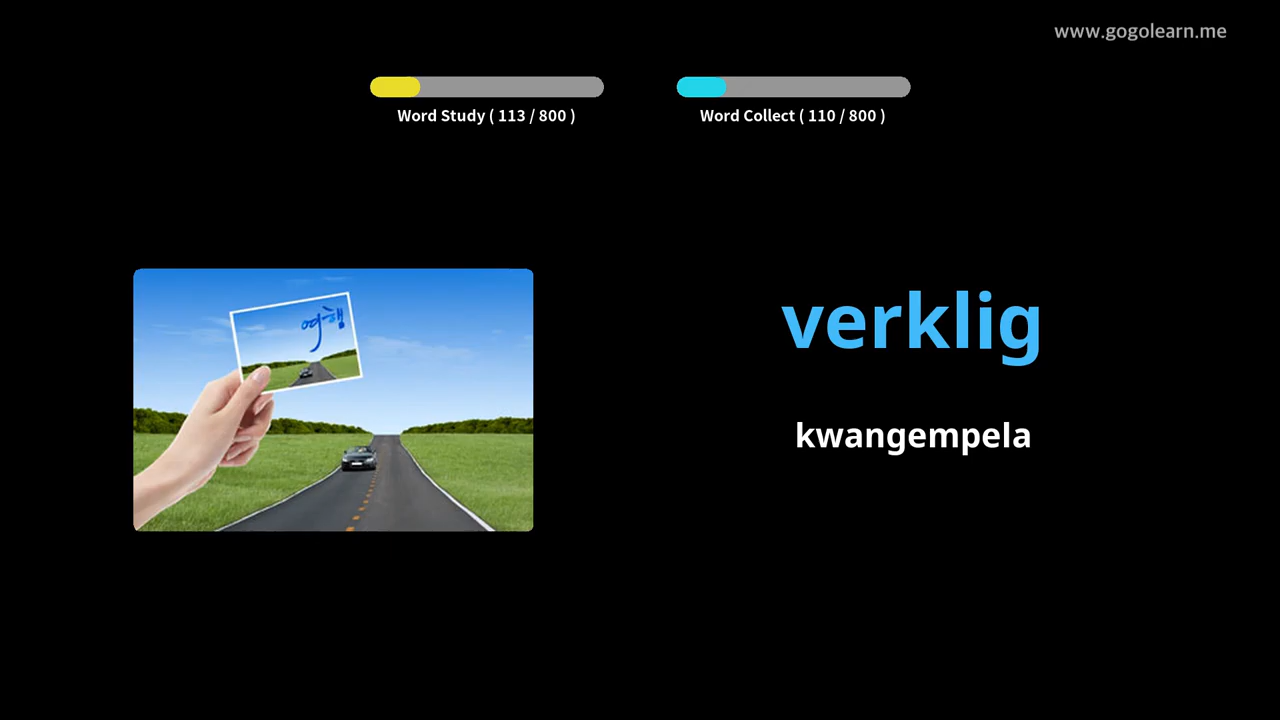 www.gogolearn.me
Word Study ( 113 / 800 )
Word Collect ( 110 / 800 )
여행
verklig
kwangempela